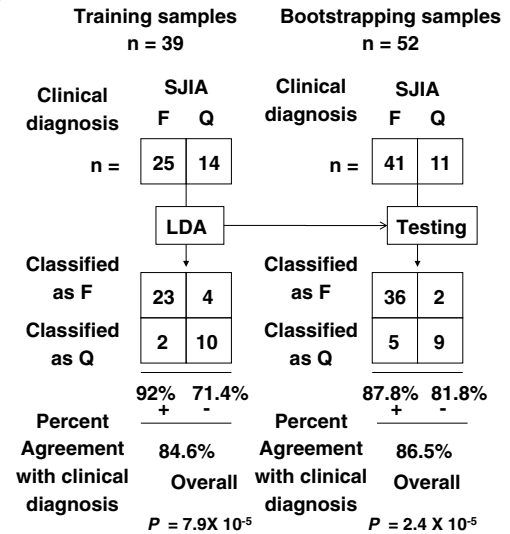 Training samples Bootstrapping samples
n = 39 n = 52
SJIA SJIA
Clinical diagnosis F Q Clinical diagnosis F Q
n = 25 14 n = 41 11
LDA Testing
Classified as F 23 4 Classified as F 36 2
Classified as Q 2 10 Classified as Q 5 9
92% 71.4% 87.8% 81.8%
+ - + -
Percent Percent
Agreement 84.6% Agreement 86.5%
with clinical with clinical
diagnosis Overall diagnosis Overall
P = 7.9X 10-5 P = 2.4 X 10-5